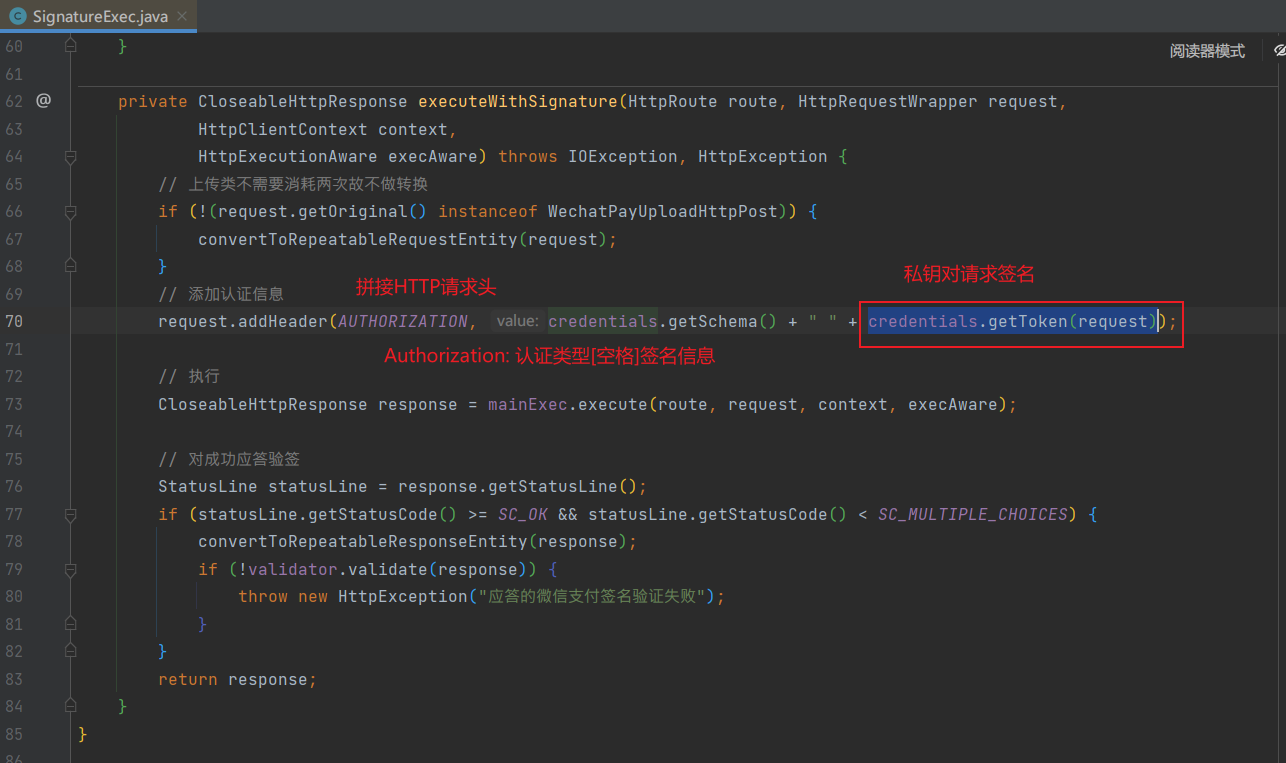 SignatureExec.java
阅读器模式
60 }
61
62 @ private CloseableHttpResponse executeWithSignature(HttpRoute route, HttpRequestWrapper request,
63 HttpClientContext context,
64 HttpExecutionAware execAware) throws IOException, HttpException {
65 // 上传类不需要消耗两次故不做转换
66 if (!(request.getOriginal() instanceof WechatPayUploadHttpPost)) {
67 convertToRepeatableRequestEntity(request);
68 }
私钥对请求签名
69 // 添加认证信息 拼接HTTP请求头
70 request.addHeader(AUTHORIZATION, value: credentials.getSchema() + " " + credentials.getToken(request));
71 Authorization: 认证类型[空格]签名信息
72 // 执行
73 CloseableHttpResponse response = mainExec.execute(route, request, context, execAware);
74
75 // 对成功应答验签
76 StatusLine statusLine = response.getStatusLine();
77 if (statusLine.getStatusCode() >= SC_OK && statusLine.getStatusCode() < SC_MULTIPLE_CHOICES) {
78 convertToRepeatableResponseEntity(response);
79 if (!validator.validate(response)) {
80 throw new HttpException("应答的微信支付签名验证失败");
81 }
82 }
83 return response;
84 }
85 }
86